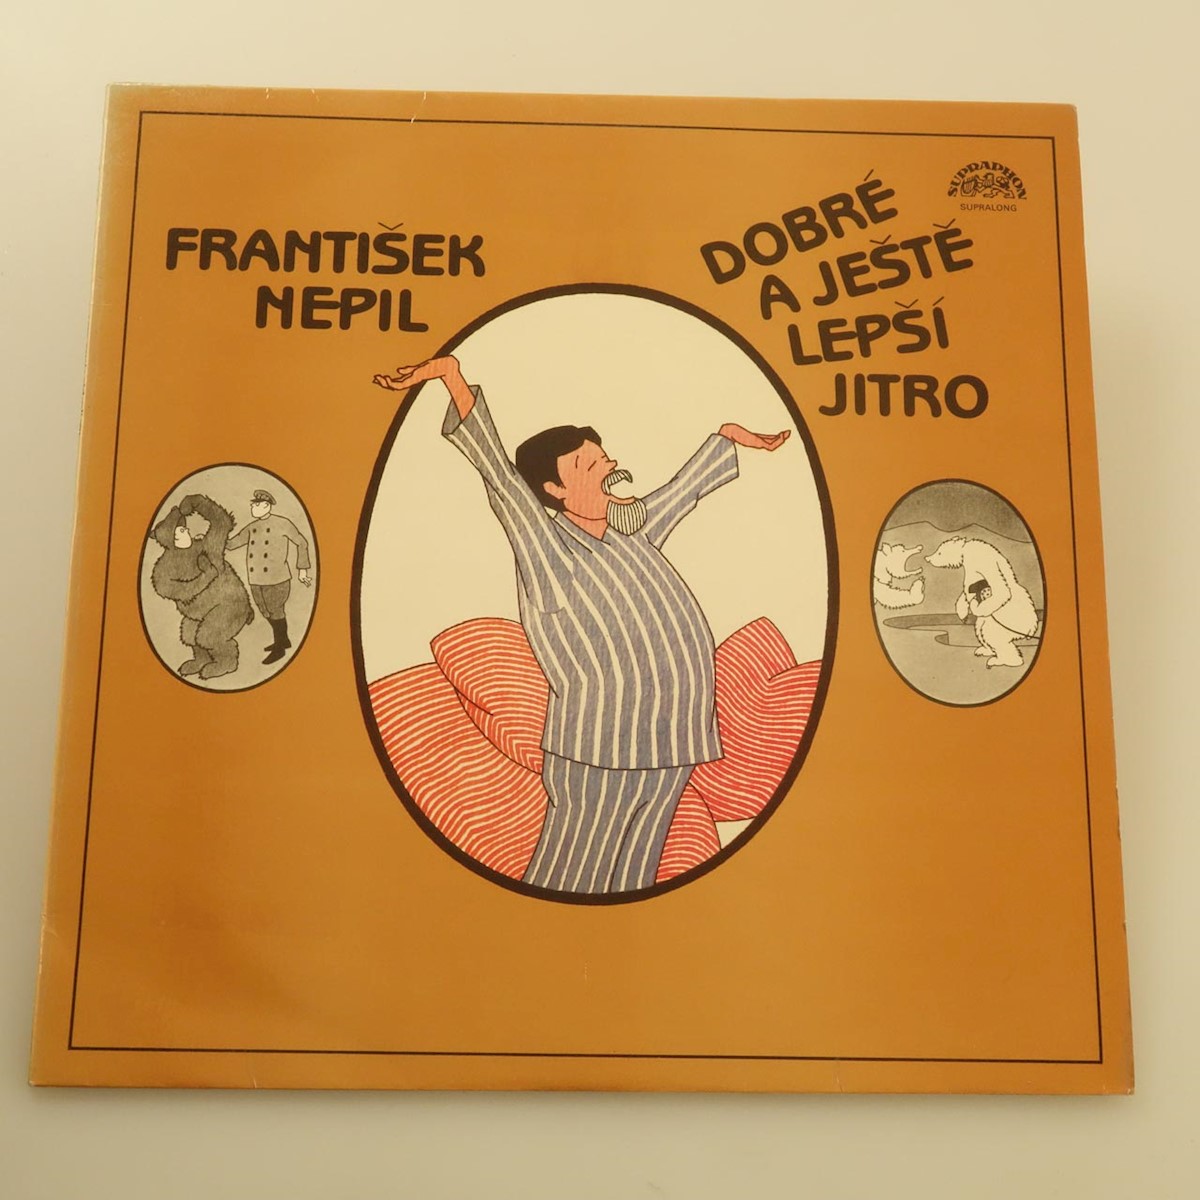 FRANTIŠEK
NEPIL
DOBRÉ
A JEŠTĚ
LEPŠÍ
JITRO
SUPRAPHON
SUPRALONG